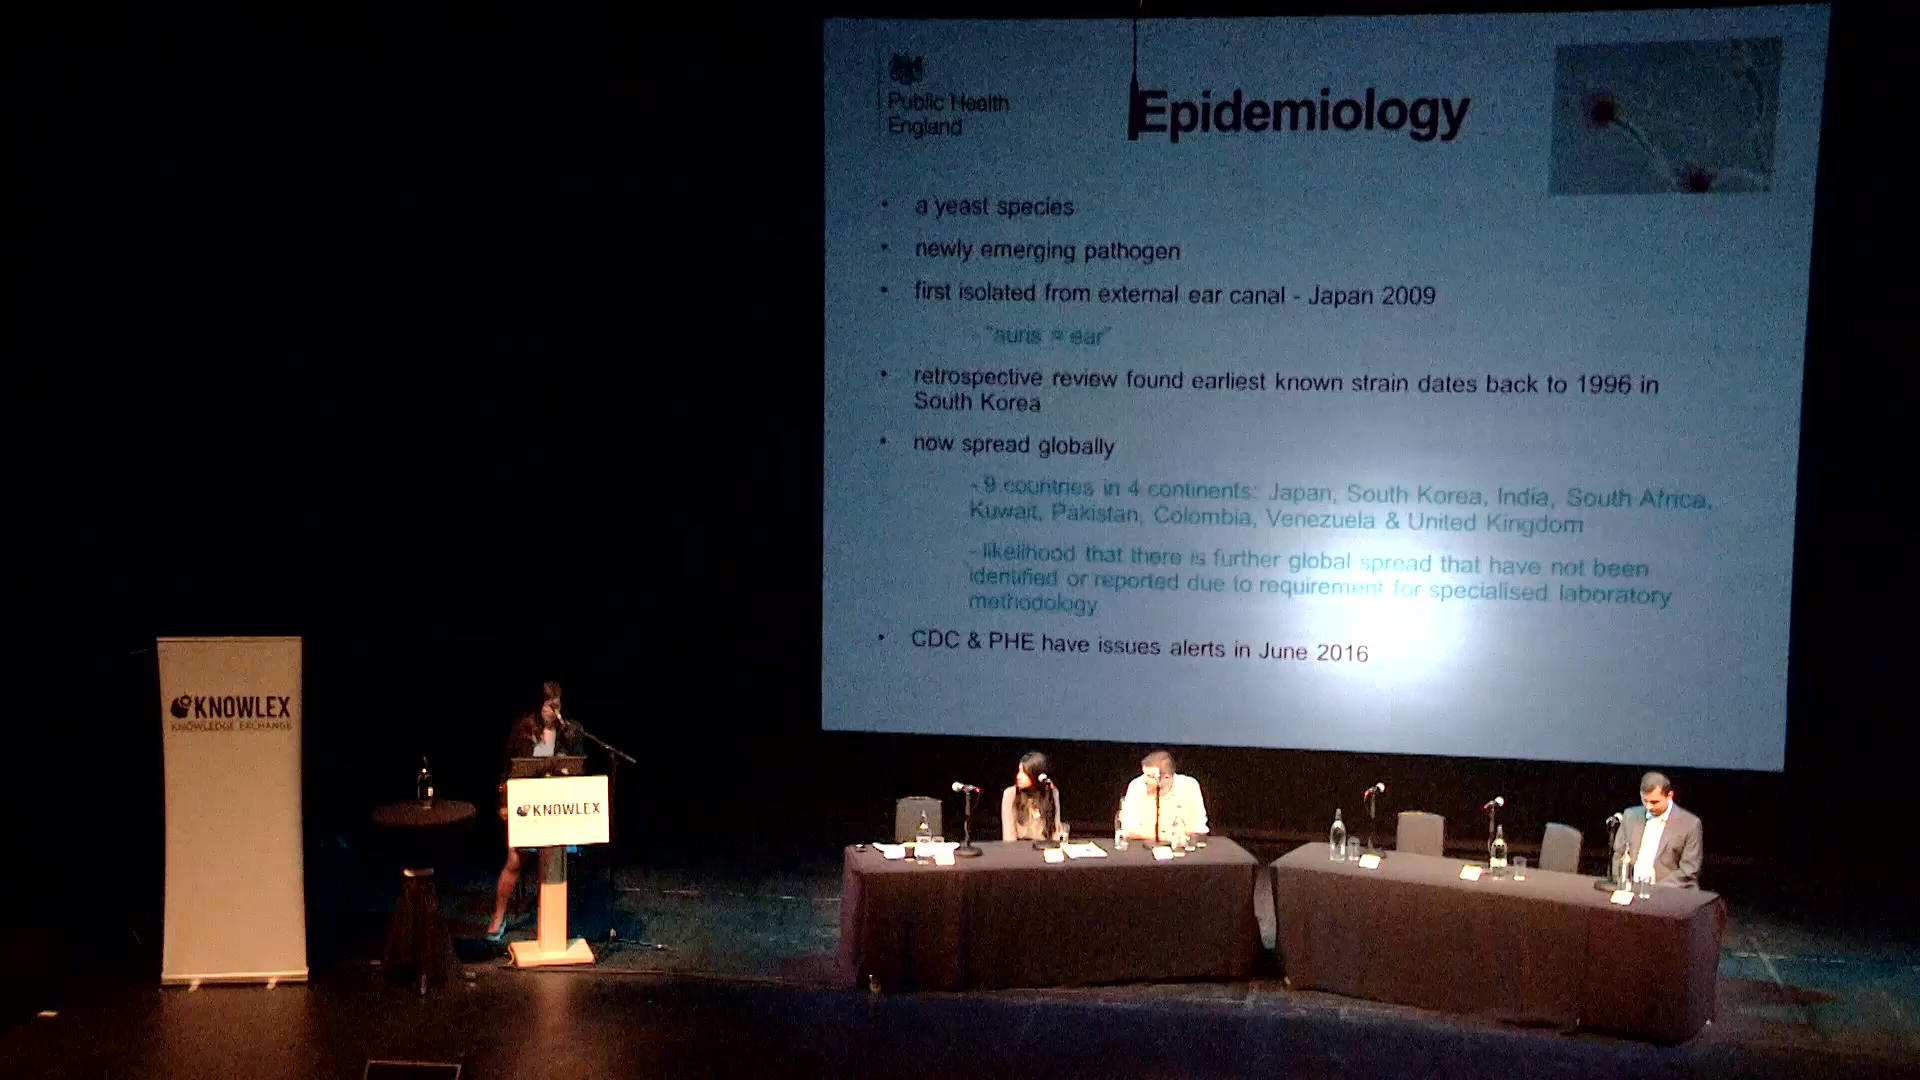 Public Health
England
Epidemiology
• a yeast species
• newly emerging pathogen
• first isolated from external ear canal - Japan 2009
- "auris = ear"
• retrospective review found earliest known strain dates back to 1996 in
South Korea
• now spread globally
- 9 countries in 4 continents: Japan, South Korea, India, South Africa,
Kuwait, Pakistan, Colombia, Venezuela & United Kingdom
- likelihood that there is further global spread that have not been
identified or reported due to requirement for specialised laboratory
methodology
• CDC & PHE have issues alerts in June 2016
KNOWLEX
KNOWLEDGE EXCHANGE
KNOWLEX